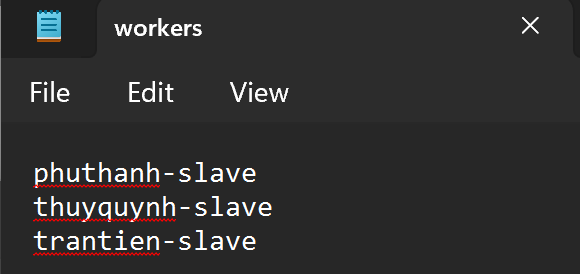 workers
File Edit View
phuthanh-slave
thuyquynh-slave
trantien-slave